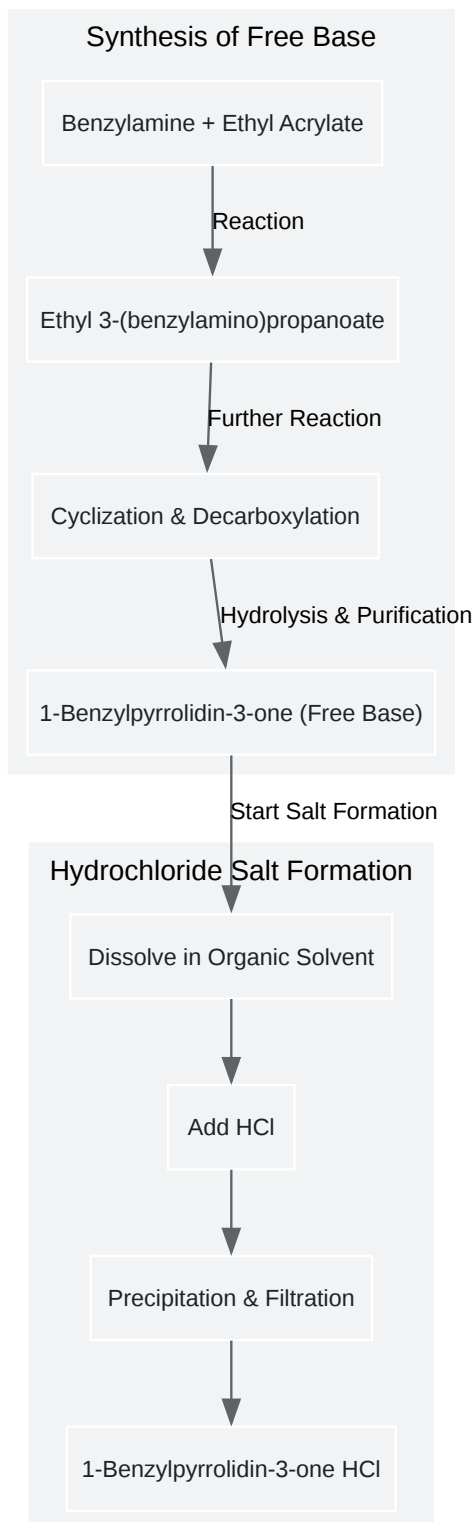 Synthesis of Free Base
Benzylamine + Ethyl Acrylate
Reaction
Ethyl 3-(benzylamino)propanoate
Further Reaction
Cyclization & Decarboxylation
Hydrolysis & Purification
1-Benzylpyrrolidin-3-one (Free Base)
Start Salt Formation
Hydrochloride Salt Formation
Dissolve in Organic Solvent
Add HCl
Precipitation & Filtration
1-Benzylpyrrolidin-3-one HCl